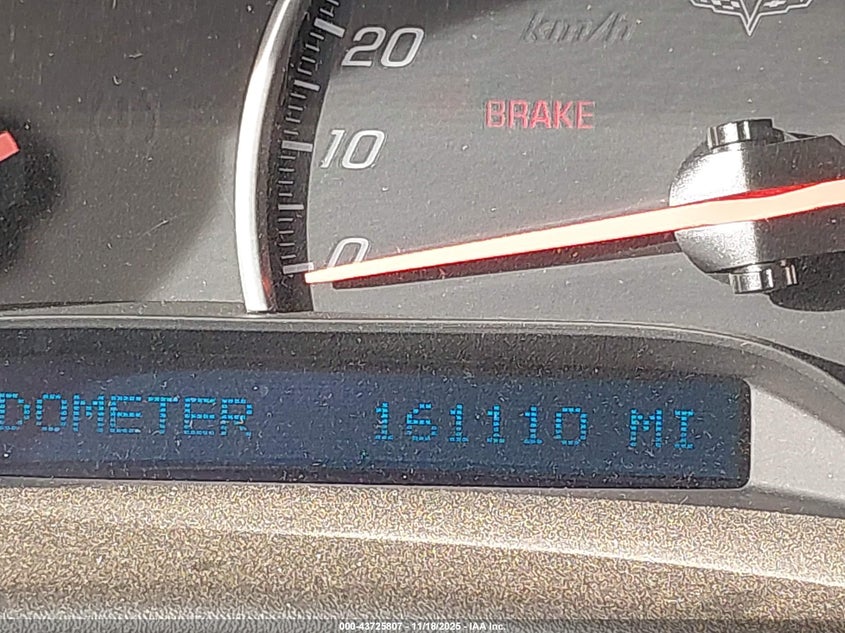 20
km/h
BRAKE
10
0
DOMETER 161110 MI
000-43725807 - 11/18/2025 - IAA Inc.